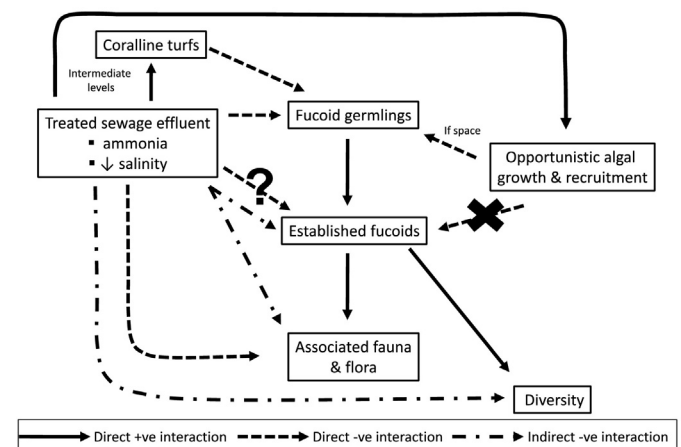 Coralline turfs
Intermediate
levels
Treated sewage effluent
▪ ammonia
▪ ↓ salinity
Fucoid germlings
If space
Opportunistic algal
growth & recruitment
?
Established fucoids
Associated fauna
& flora
Diversity
Direct +ve interaction
Direct -ve interaction
Indirect -ve interaction